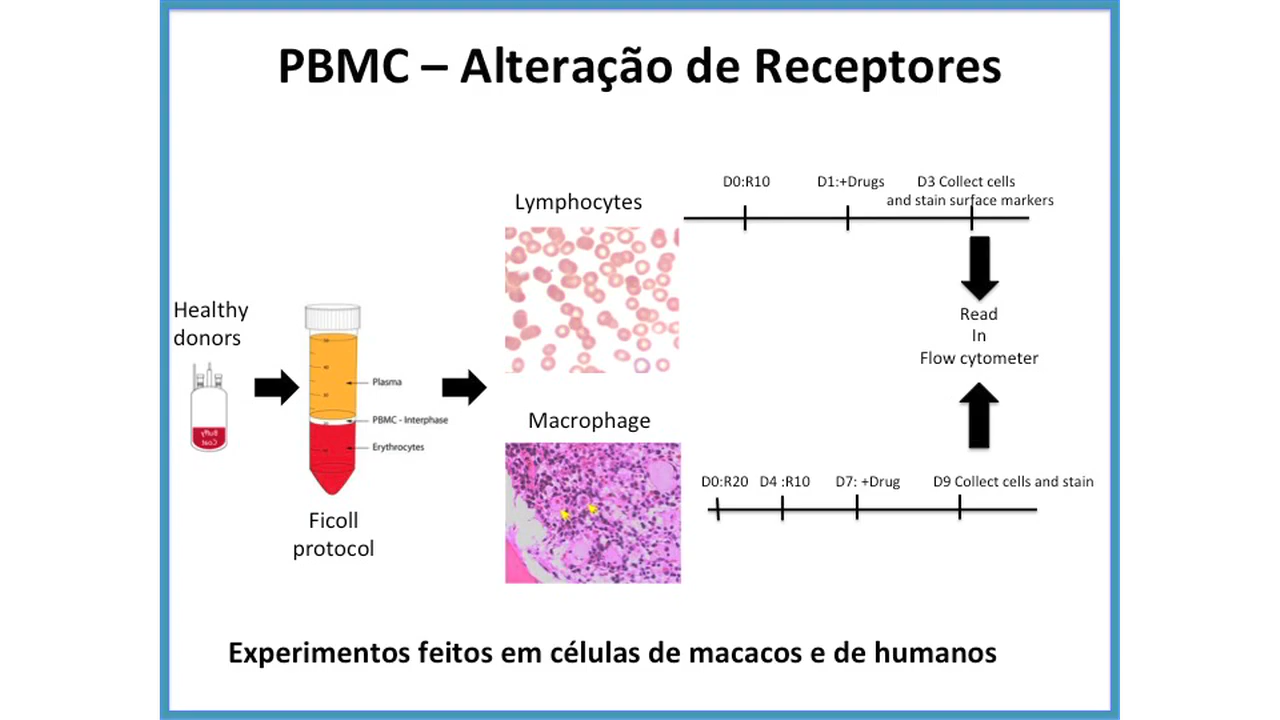 PBMC – Alteração de Receptores
D0:R10
D1:+Drugs
D3 Collect cells
and stain surface markers
Lymphocytes
Healthy
donors
Read
In
Flow cytometer
Plasma
PBMC - Interphase
Erythrocytes
Buffy
Coat
Macrophage
D0:R20
D4 :R10
D7: +Drug
D9 Collect cells and stain
Ficoll
protocol
Experimentos feitos em células de macacos e de humanos